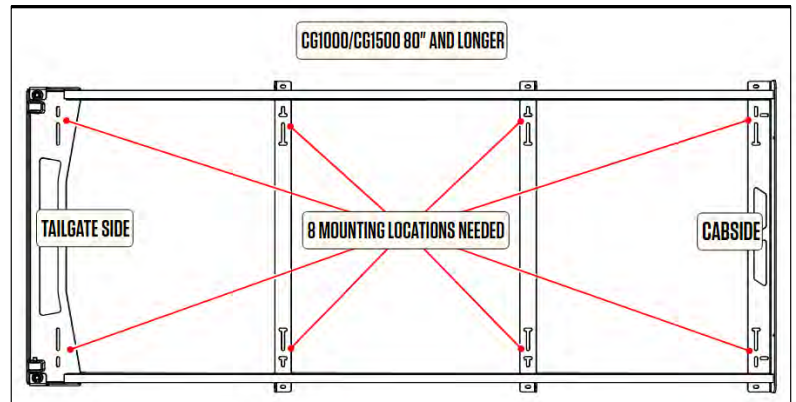 CG1000/CG1500 80" AND LONGER
TAILGATE SIDE
8 MOUNTING LOCATIONS NEEDED
CABSIDE